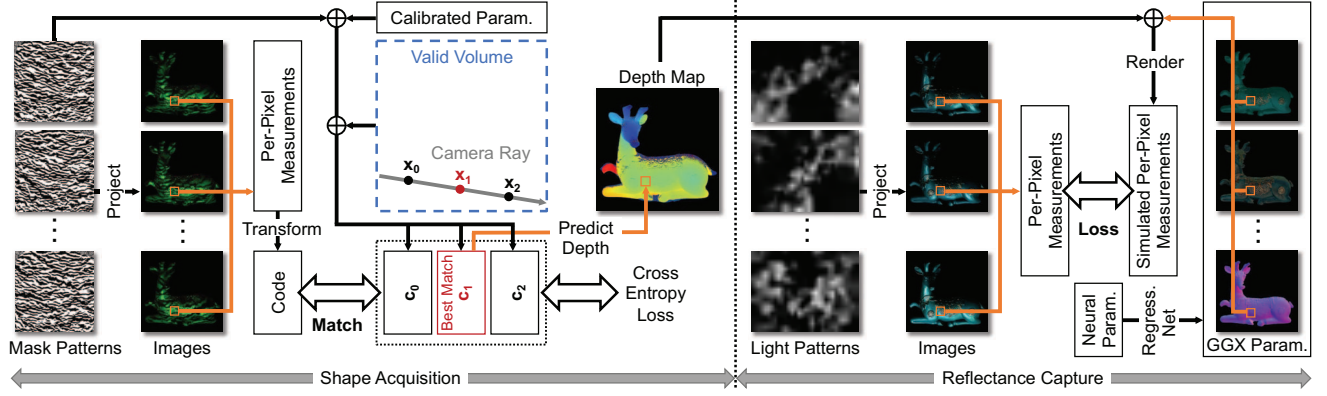 Calibrated Param.
Valid Volume
Camera Ray
x₀
x₁
x₂
Project
Per-Pixel
Measurements
Transform
Code
Match
c₀
Best Match
c₁
c₂
Predict
Depth
Cross
Entropy
Loss
Depth Map
Mask Patterns
Images
Shape Acquisition
Project
Per-Pixel
Measurements
Loss
Simulated Per-Pixel
Measurements
Render
Neural
Param.
Regress.
Net
GGX Param.
Light Patterns
Images
Reflectance Capture